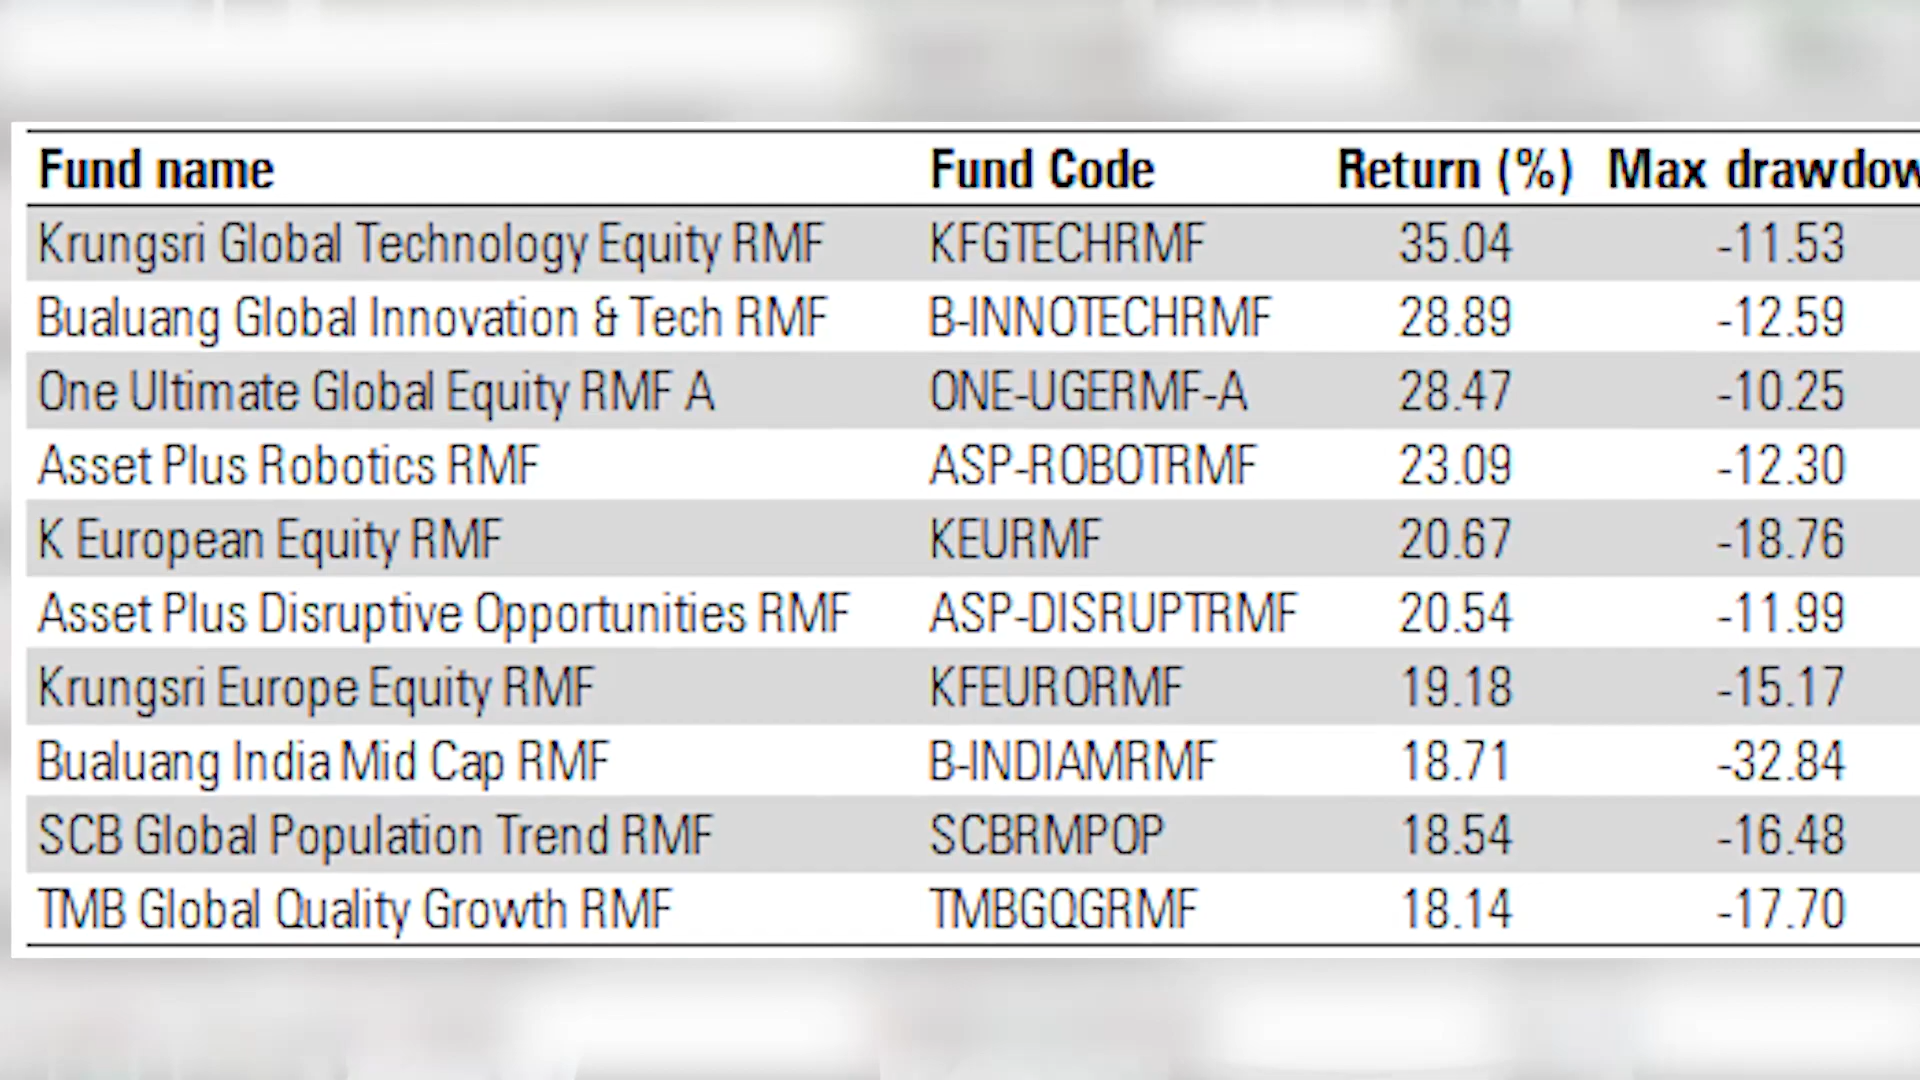 Fund name Fund Code Return (%) Max drawdow
Krungsri Global Technology Equity RMF KFGTECHRMF 35.04 -11.53
Bualuang Global Innovation & Tech RMF B-INNOTECHRMF 28.89 -12.59
One Ultimate Global Equity RMF A ONE-UGERMF-A 28.47 -10.25
Asset Plus Robotics RMF ASP-ROBOTRMF 23.09 -12.30
K European Equity RMF KEURMF 20.67 -18.76
Asset Plus Disruptive Opportunities RMF ASP-DISRUPTRMF 20.54 -11.99
Krungsri Europe Equity RMF KFEURORMF 19.18 -15.17
Bualuang India Mid Cap RMF B-INDIAMRMF 18.71 -32.84
SCB Global Population Trend RMF SCBRMPOP 18.54 -16.48
TMB Global Quality Growth RMF TMBGQGRMF 18.14 -17.70